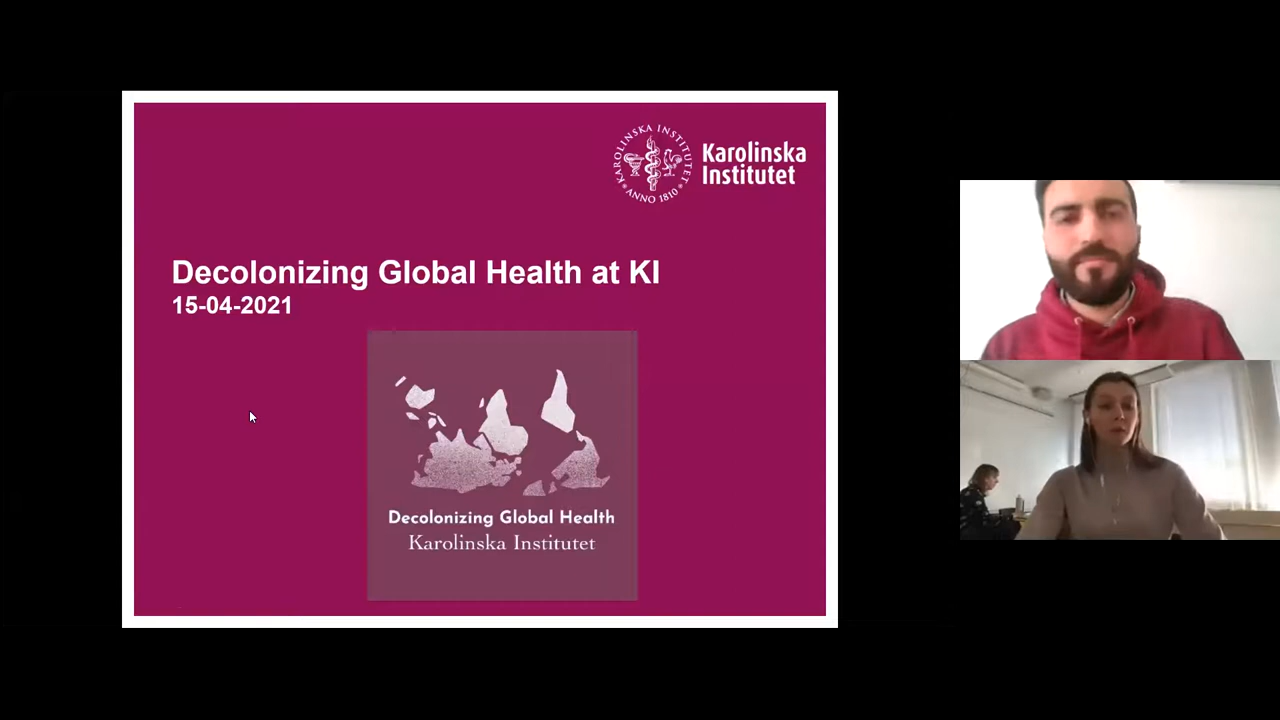 KAROLINSKA INSTITUTET
ANNO 1810
Karolinska
Institutet
Decolonizing Global Health at KI
15-04-2021
Decolonizing Global Health
Karolinska Institutet